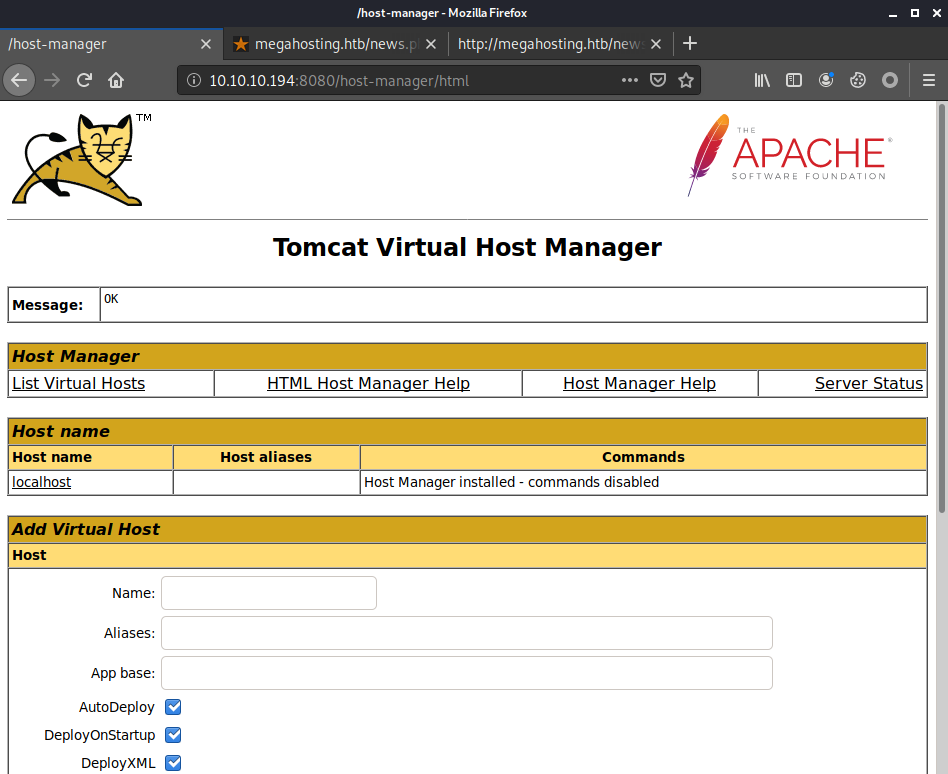 /host-manager - Mozilla Firefox
/host-manager
megahosting.htb/news.p
http://megahosting.htb/new
10.10.10.194:8080/host-manager/html
TM
THE
APACHE®
SOFTWARE FOUNDATION
Tomcat Virtual Host Manager
Message: OK
Host Manager
List Virtual Hosts HTML Host Manager Help Host Manager Help Server Status
Host name
Host name Host aliases Commands
localhost Host Manager installed - commands disabled
Add Virtual Host
Host
Name:
Aliases:
App base:
AutoDeploy
DeployOnStartup
DeployXML